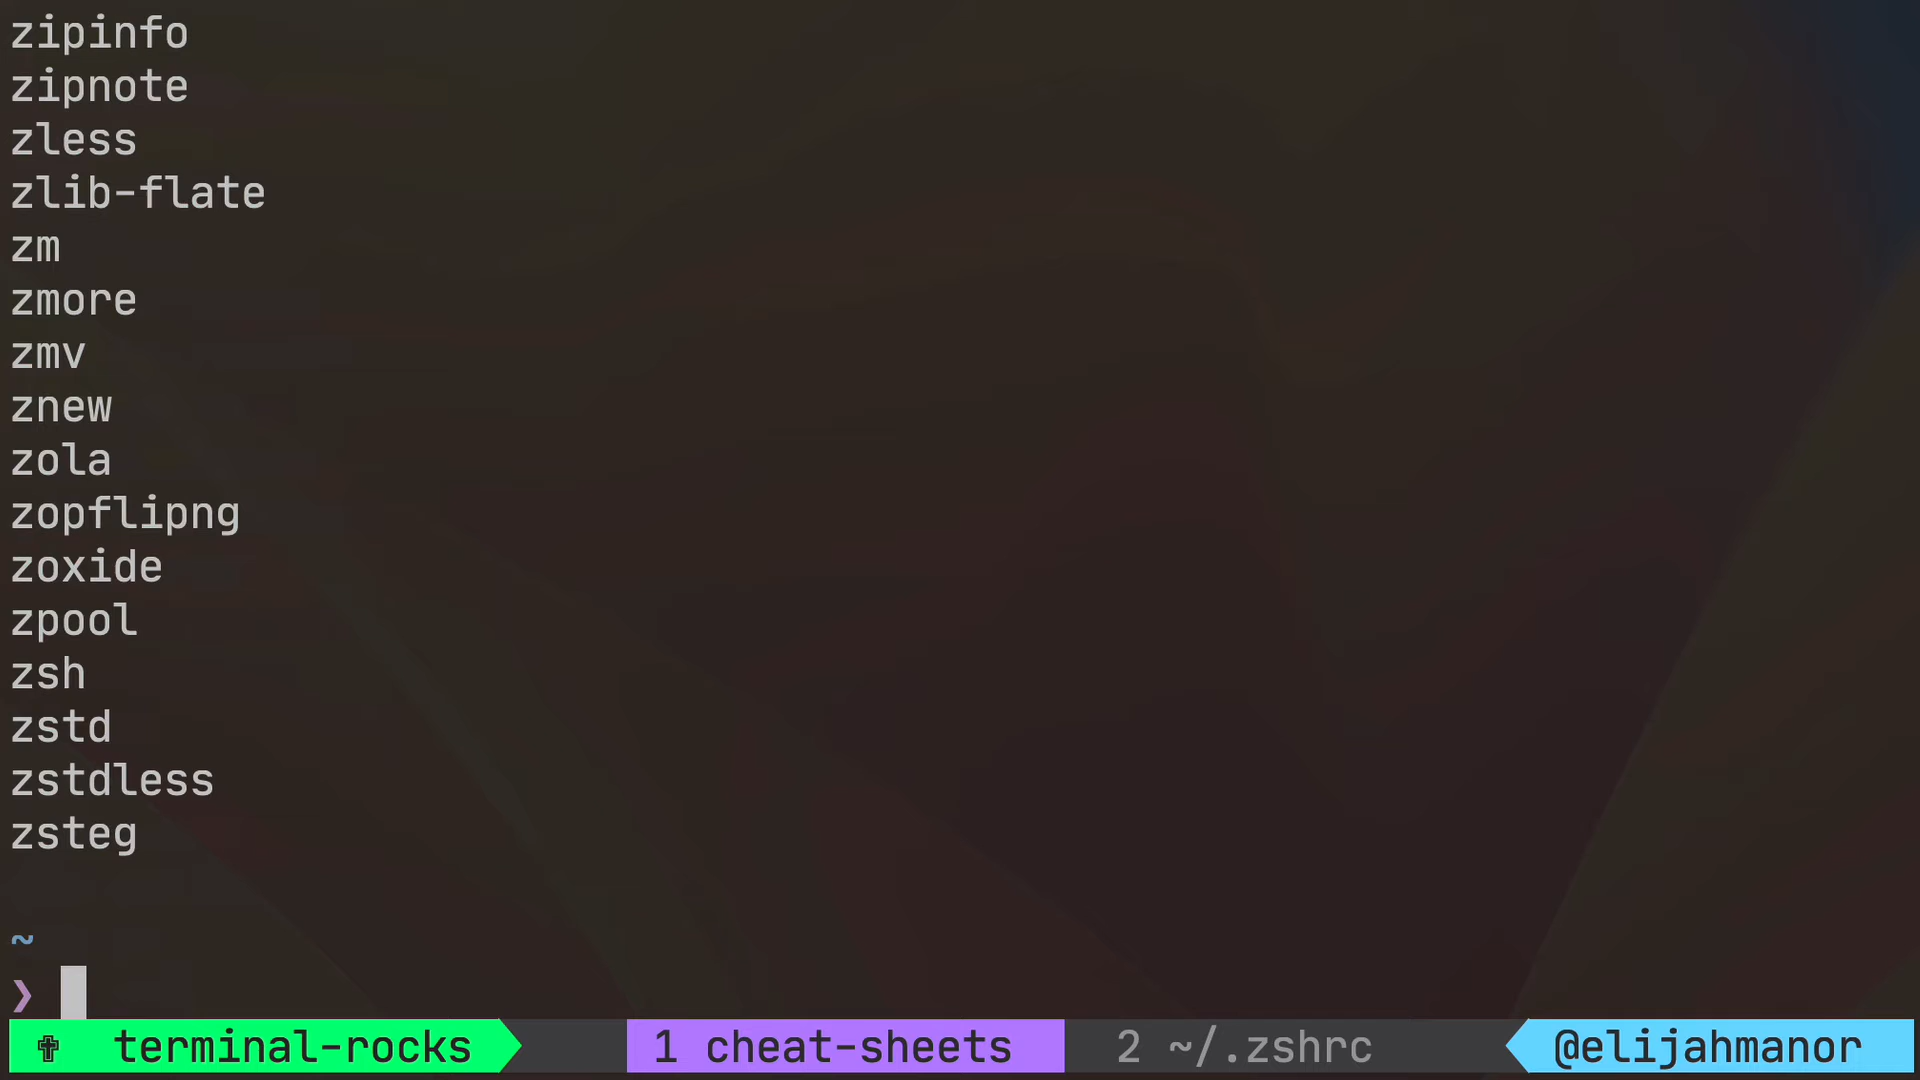 zipinfo
zipnote
zless
zlib-flate
zm
zmore
zmv
znew
zola
zopflipng
zoxide
zpool
zsh
zstd
zstdless
zsteg
~
❯
✟ terminal-rocks 1 cheat-sheets 2 ~/.zshrc @elijahmanor